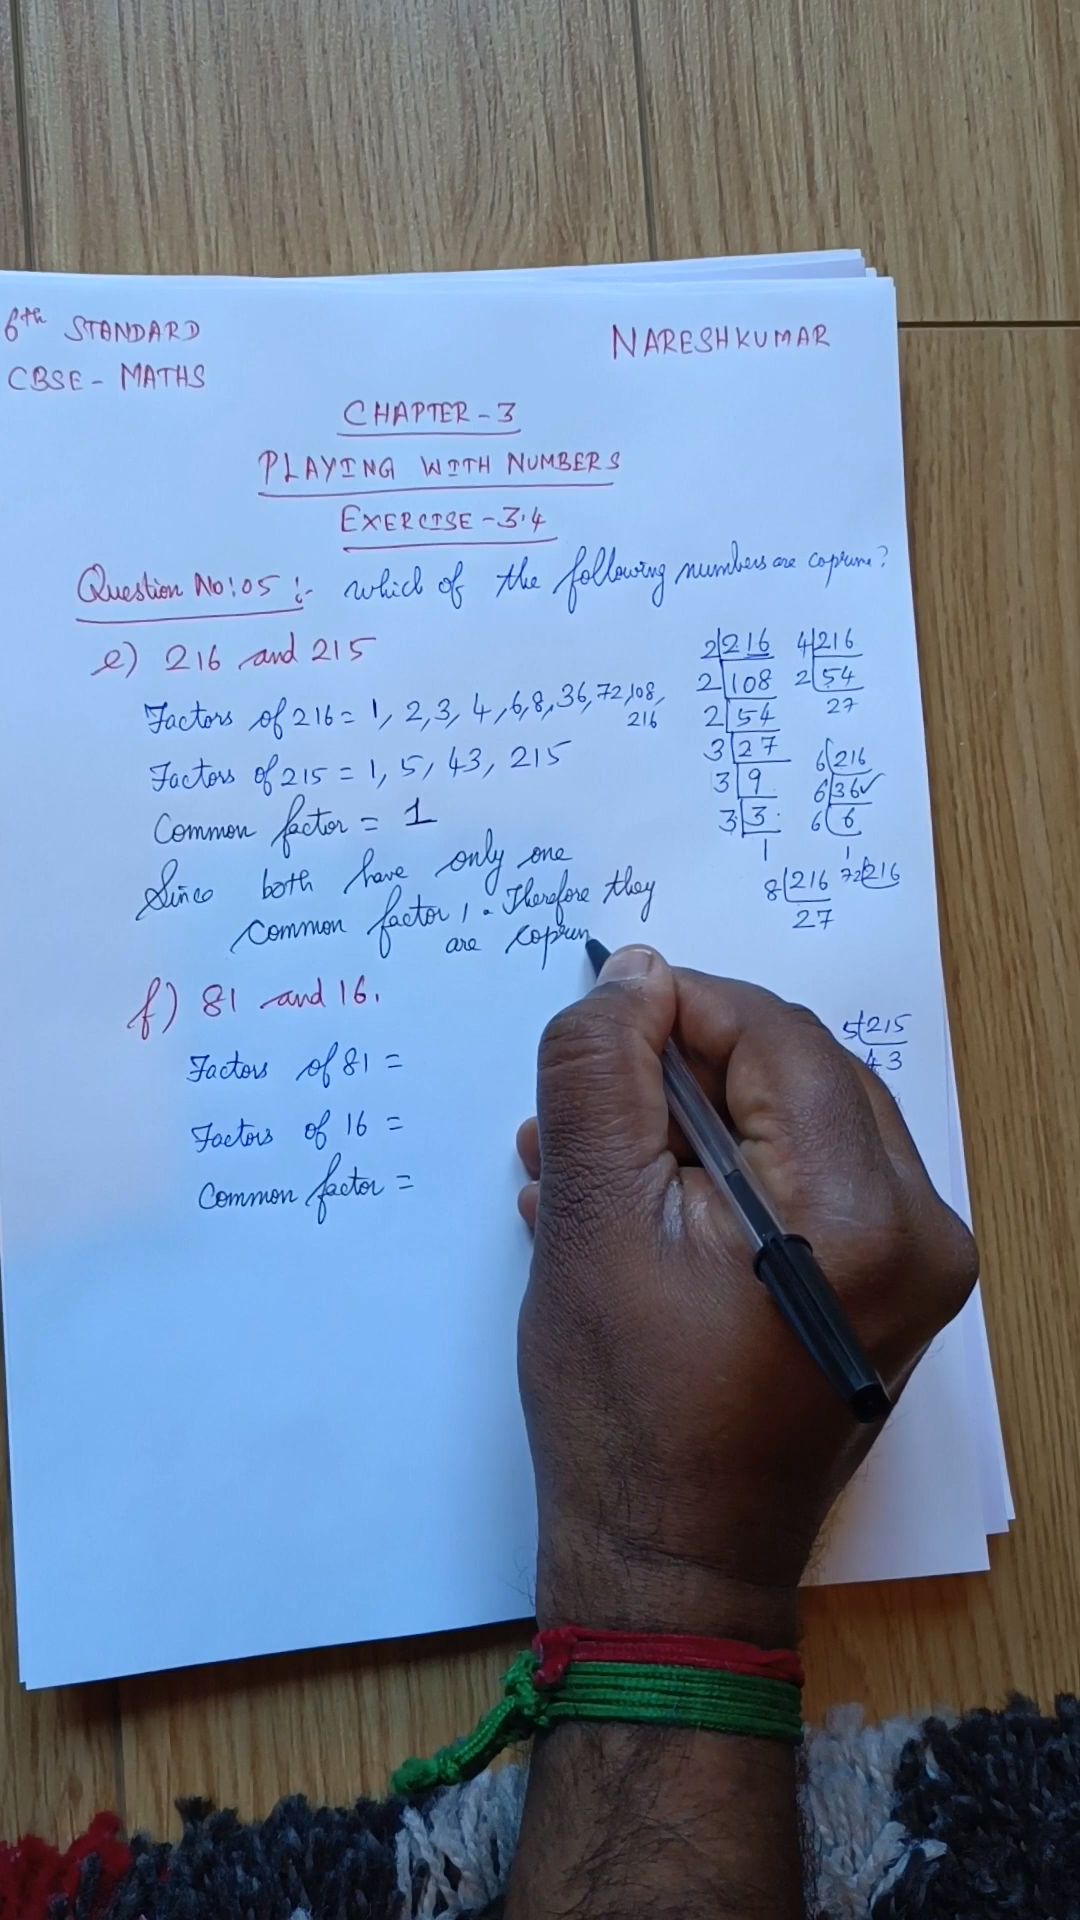 6th STANDARD
NARESHKUMAR
CBSE - MATHS
CHAPTER - 3
PLAYING WITH NUMBERS
EXERCISE - 3.4
Question No: 05 :- which of the following numbers are coprime?
e) 216 and 215
Factors of 216 = 1, 2, 3, 4, 6, 8, 36, 72, 108,
216
Factors of 215 = 1, 5, 43, 215
Common factor = 1
Since both have only one
common factor 1. Therefore they
are coprim
f) 81 and 16.
Factors of 81 =
Factors of 16 =
Common factor =
2 216
2 108
2 54
3 27
3 9
3 3
1
4 216
2 54
27
6 216
6 36 ✓
6 6
1
8 216
27
72 216
5 215
43